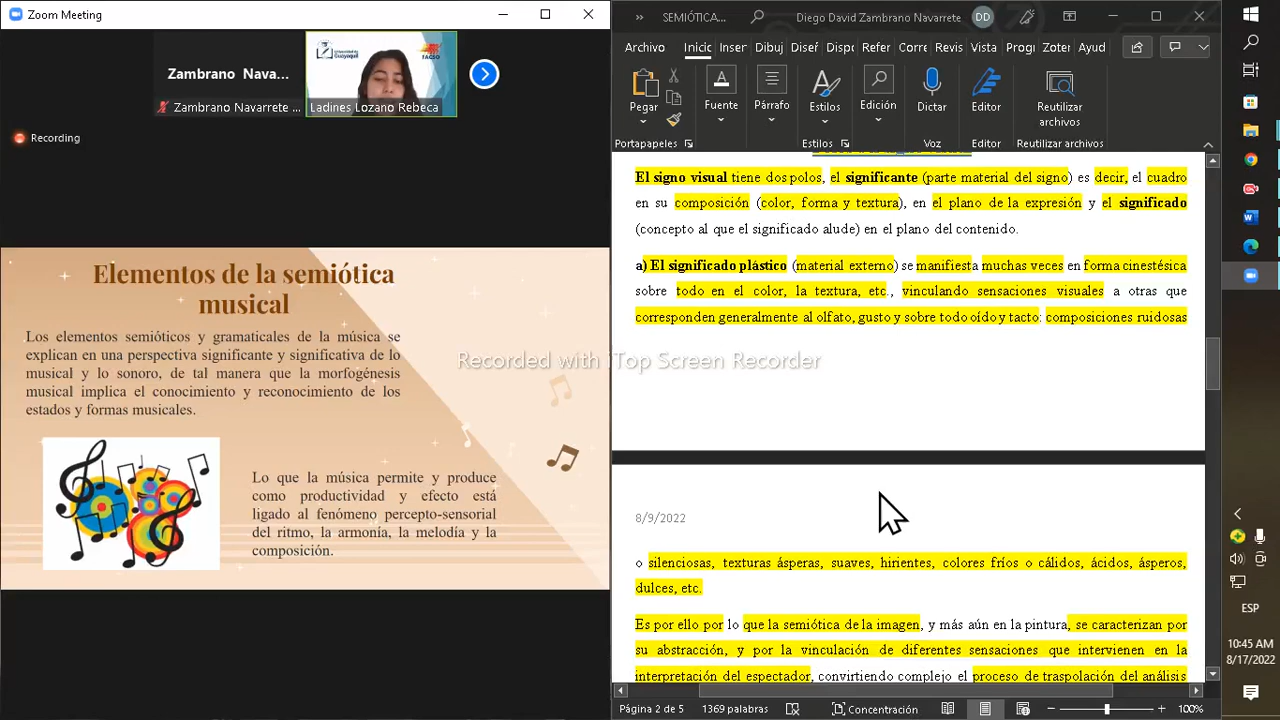 Zoom Meeting
Zambrano Nava...
Zambrano Navarrete ...
Universidad de
Guayaquil
FACSO
Ladines Lozano Rebeca
Recording
Elementos de la semiótica
musical
Los elementos semióticos y gramaticales de la música se
explican en una perspectiva significante y significativa de lo
musical y lo sonoro, de tal manera que la morfogénesis
musical implica el conocimiento y reconocimiento de los
estados y formas musicales.
Lo que la música permite y produce
como productividad y efecto está
ligado al fenómeno percepto-sensorial
del ritmo, la armonía, la melodía y la
composición.
Recorded with iTop Screen Recorder
SEMIÓTICA... Diego David Zambrano Navarrete DD
Archivo Inicio Inser Dibuj Diseñ Dispo Refer Corre Revis Vista Progr Zoter Ayud
Pegar Fuente Párrafo Estilos Edición Dictar Editor Reutilizar
archivos
Portapapeles Estilos Voz Editor Reutilizar archivos
El signo visual tiene dos polos, el significante (parte material del signo) es decir, el cuadro
en su composición (color, forma y textura), en el plano de la expresión y el significado
(concepto al que el significado alude) en el plano del contenido.
a) El significado plástico (material externo) se manifiesta muchas veces en forma cinestésica
sobre todo en el color, la textura, etc., vinculando sensaciones visuales a otras que
corresponden generalmente al olfato, gusto y sobre todo oído y tacto: composiciones ruidosas
8/9/2022
o silenciosas, texturas ásperas, suaves, hirientes, colores fríos o cálidos, ácidos, ásperos,
dulces, etc.
Es por ello por lo que la semiótica de la imagen, y más aún en la pintura, se caracterizan por
su abstracción, y por la vinculación de diferentes sensaciones que intervienen en la
interpretación del espectador, convirtiendo complejo el proceso de traspolación del análisis
Página 2 de 5 1369 palabras Concentración 100%
ESP
10:45 AM
8/17/2022